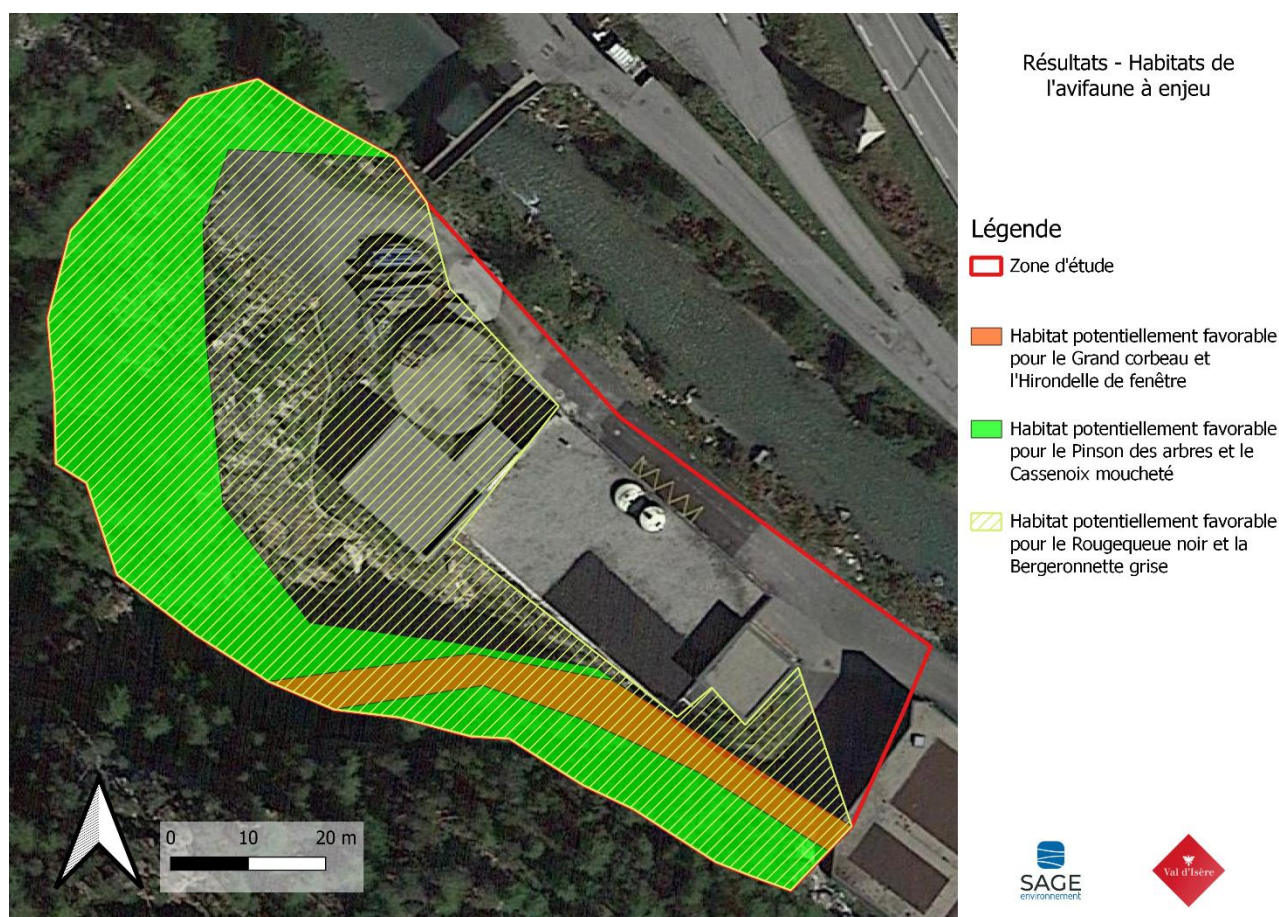 Résultats - Habitats de
l'avifaune à enjeu
Légende
Zone d'étude
Habitat potentiellement favorable
pour le Grand corbeau et
l'Hirondelle de fenêtre
Habitat potentiellement favorable
pour le Pinson des arbres et le
Cassenoix moucheté
Habitat potentiellement favorable
pour le Rougequeue noir et la
Bergeronnette grise
0 10 20 m
SAGE
environnement
Val d'Isère